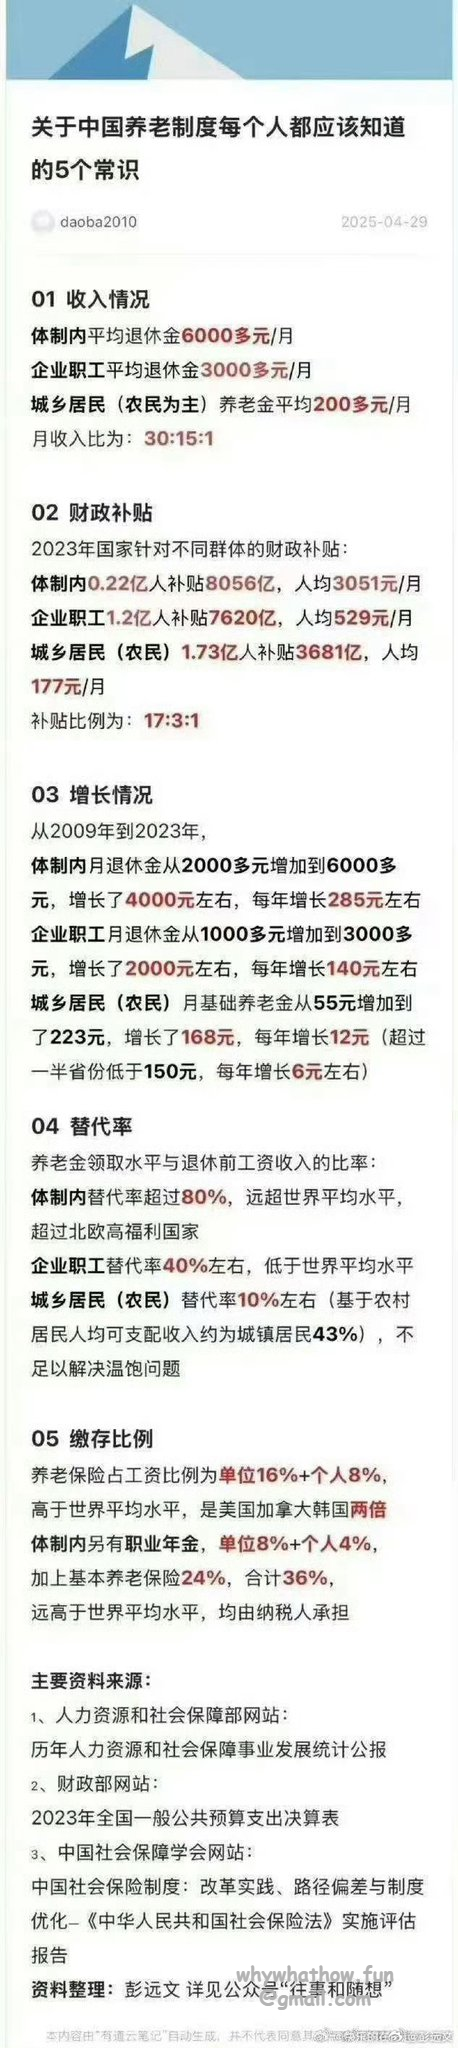 关于中国养老制度每个人都应该知道
的5个常识
daoba2010
2025-04-29
01 收入情况
体制内平均退休金6000多元/月
企业职工平均退休金3000多元/月
城乡居民（农民为主）养老金平均200多元/月
月收入比为：30:15:1
02 财政补贴
2023年国家针对不同群体的财政补贴：
体制内0.22亿人补贴8056亿，人均3051元/月
企业职工1.2亿人补贴7620亿，人均529元/月
城乡居民（农民）1.73亿人补贴3681亿，人均
177元/月
补贴比例为：17:3:1
03 增长情况
从2009年到2023年，
体制内月退休金从2000多元增加到6000多
元，增长了4000元左右，每年增长285元左右
企业职工月退休金从1000多元增加到3000多
元，增长了2000元左右，每年增长140元左右
城乡居民（农民）月基础养老金从55元增加到
了223元，增长了168元，每年增长12元（超过
一半省份低于150元，每年增长6元左右）
04 替代率
养老金领取水平与退休前工资收入的比率：
体制内替代率超过80%，远超世界平均水平，
超过北欧高福利国家
企业职工替代率40%左右，低于世界平均水平
城乡居民（农民）替代率10%左右（基于农村
居民人均可支配收入约为城镇居民43%），不
足以解决温饱问题
05 缴存比例
养老保险占工资比例为单位16%+个人8%，
高于世界平均水平，是美国加拿大韩国两倍
体制内另有职业年金，单位8%+个人4%，
加上基本养老保险24%，合计36%，
远高于世界平均水平，均由纳税人承担
主要资料来源：
1、人力资源和社会保障部网站：
历年人力资源和社会保障事业发展统计公报
2、财政部网站：
2023年全国一般公共预算支出决算表
3、中国社会保障学会网站：
中国社会保险制度：改革实践、路径偏差与制度
优化—《中华人民共和国社会保险法》实施评估
报告
资料整理：彭远文 详见公众号“往事和随想”
whywhathow.fun
@gmail.com
本内容由“有道云笔记”自动生成，并不代表同意其